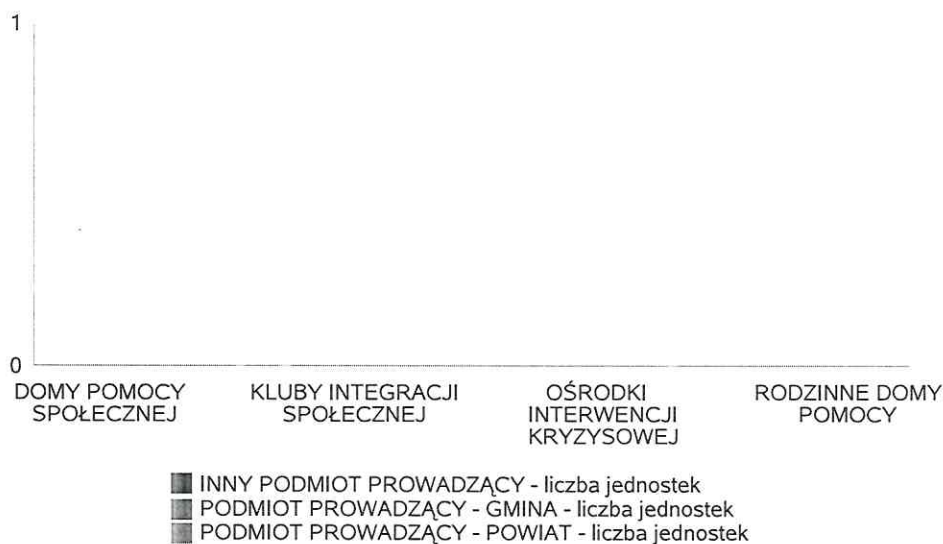 1
0
DOMY POMOCY
SPOŁECZNEJ
KLUBY INTEGRACJI
SPOŁECZNEJ
OŚRODKI
INTERWENCJI
KRYZYSOWEJ
RODZINNE DOMY
POMOCY
INNY PODMIOT PROWADZĄCY - liczba jednostek
PODMIOT PROWADZĄCY - GMINA - liczba jednostek
PODMIOT PROWADZĄCY - POWIAT - liczba jednostek